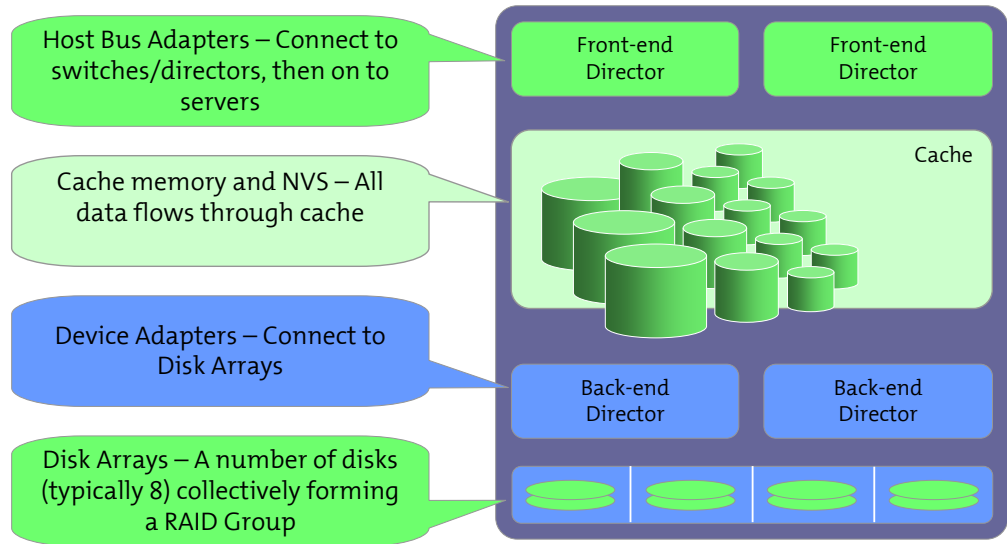 Host Bus Adapters – Connect to
switches/directors, then on to
servers
Front-end
Director
Front-end
Director
Cache memory and NVS – All
data flows through cache
Cache
Device Adapters – Connect to
Disk Arrays
Back-end
Director
Back-end
Director
Disk Arrays – A number of disks
(typically 8) collectively forming
a RAID Group